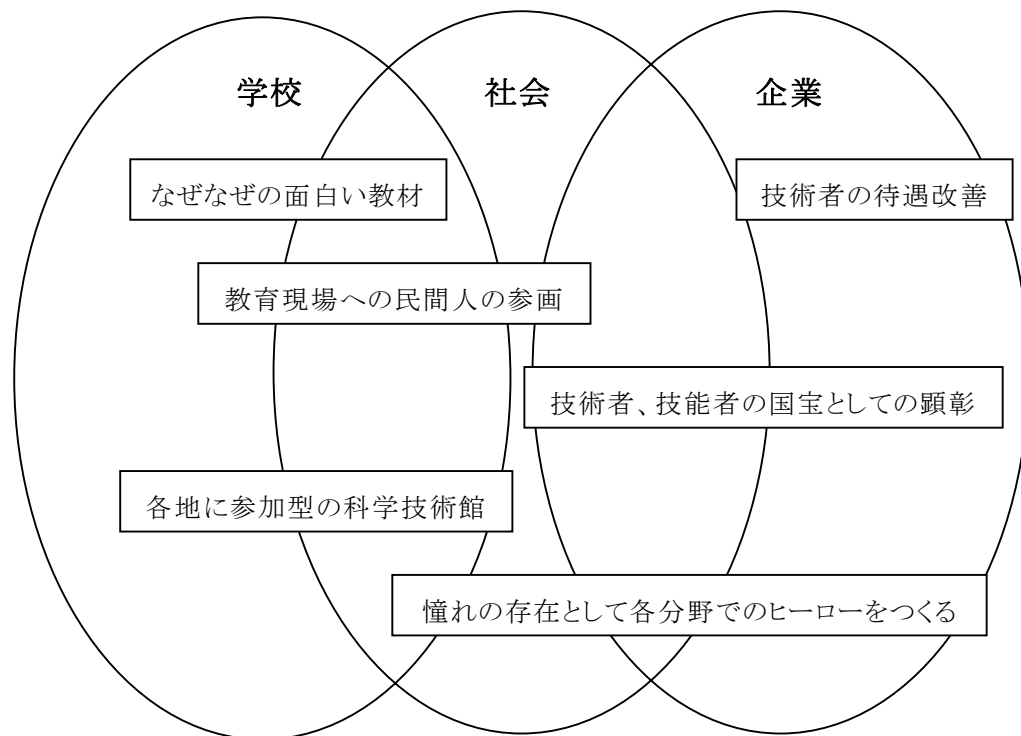 学校
社会
企業
なぜなぜの面白い教材
技術者の待遇改善
教育現場への民間人の参画
技術者、技能者の国宝としての顕彰
各地に参加型の科学技術館
憧れの存在として各分野でのヒーローをつくる